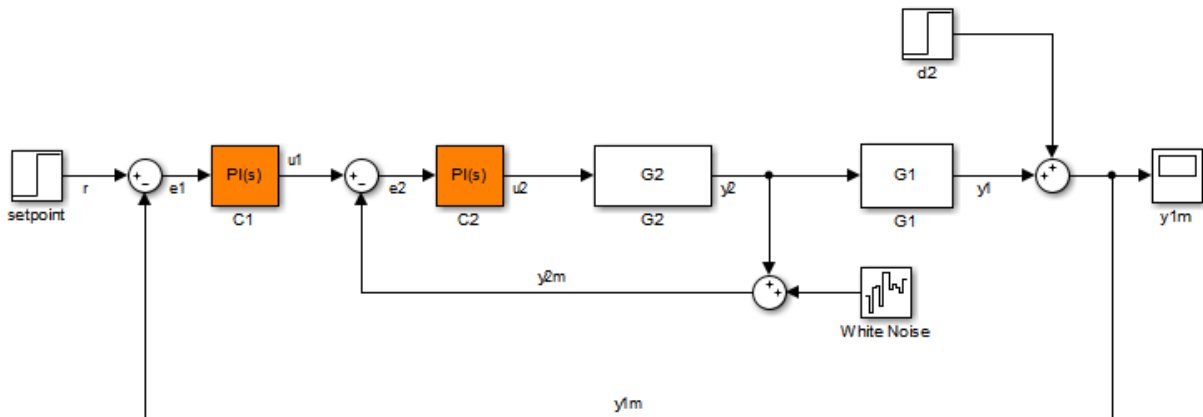 d2
setpoint
r
+
−
e1
PI(s)
C1
u1
+
−
e2
PI(s)
C2
u2
G2
G2
y2
G1
G1
y1
+
+
y1m
y2m
+
+
White Noise
y1m